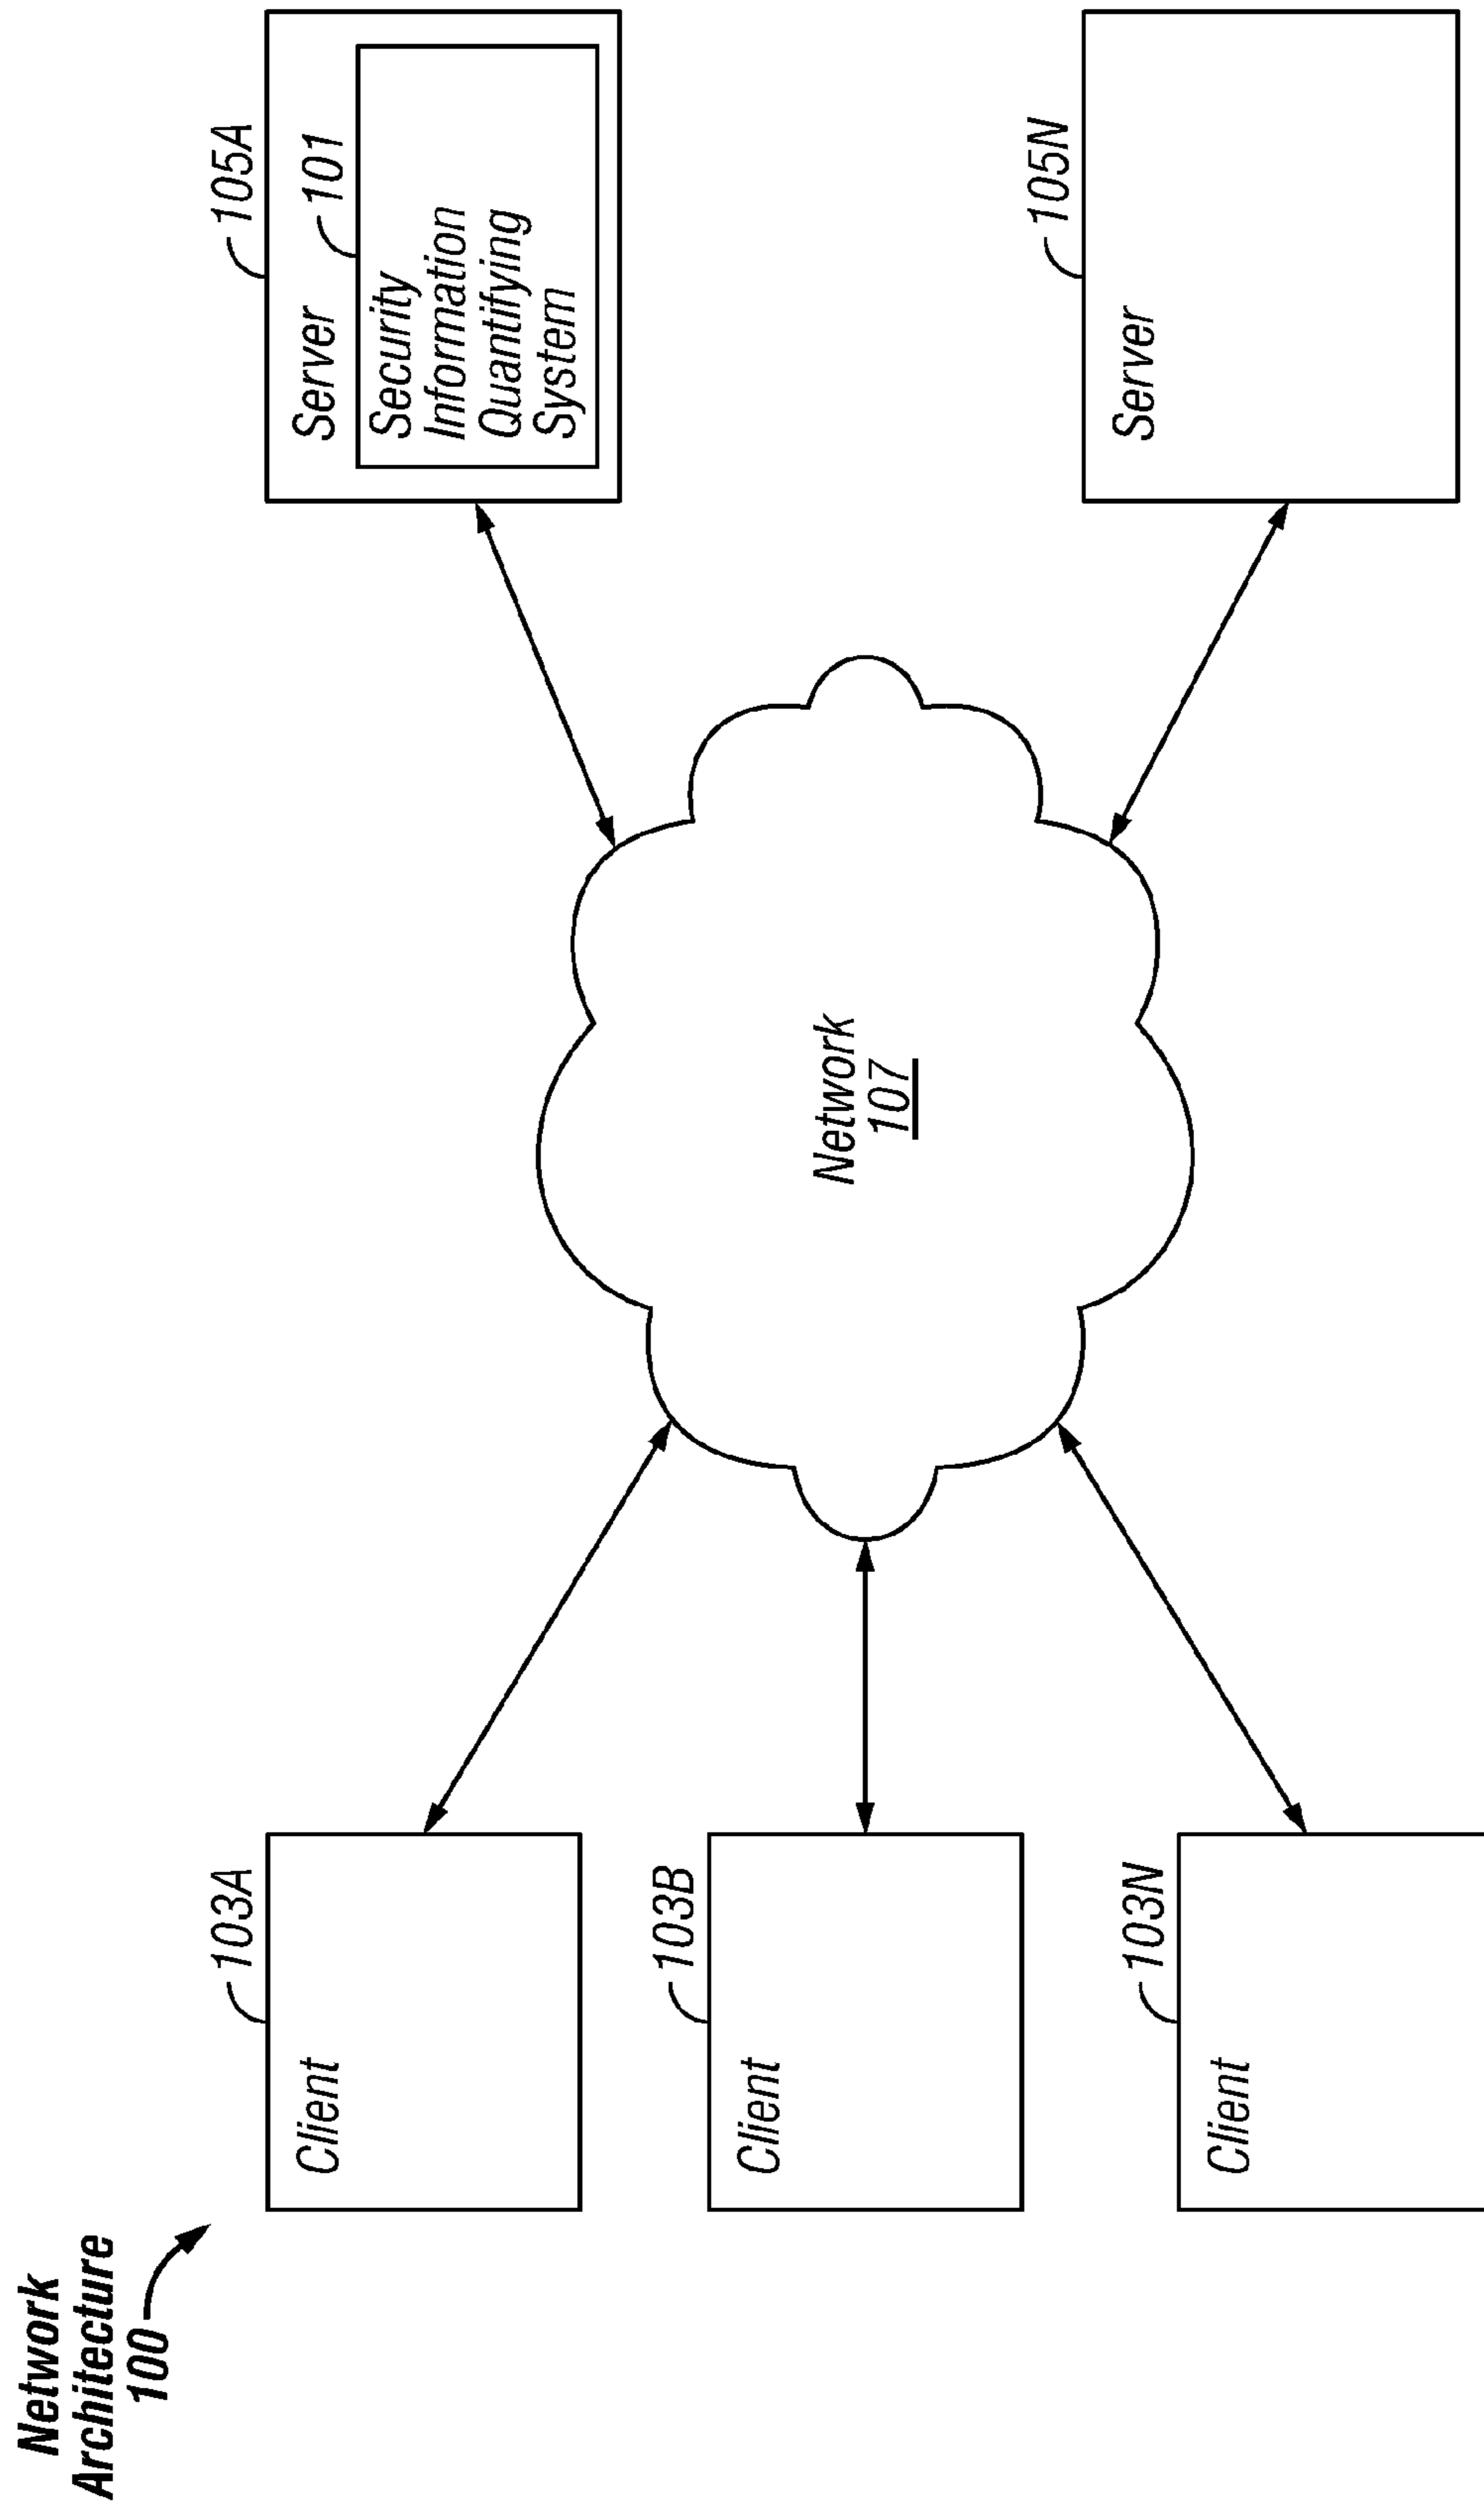 Network
Architecture
100
103A
Client
103B
Client
103N
Client
Network
107
105A
Server
101
Security
Information
Quantifying
System
105N
Server